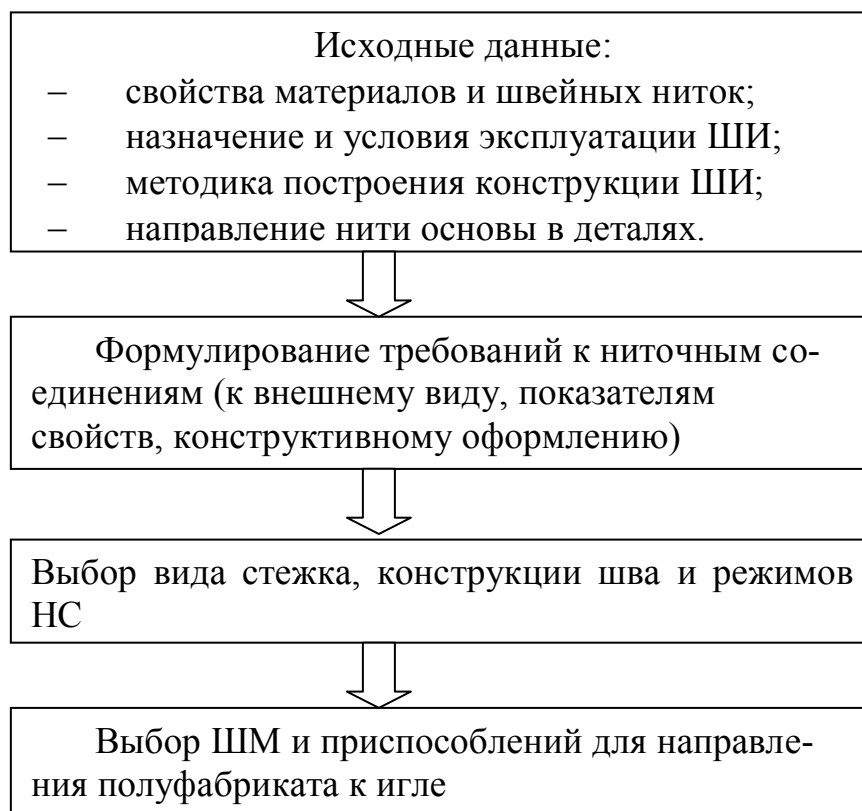 Исходные данные:
– свойства материалов и швейных ниток;
– назначение и условия эксплуатации ШИ;
– методика построения конструкции ШИ;
– направление нити основы в деталях.
Формулирование требований к ниточным со-
единениям (к внешнему виду, показателям
свойств, конструктивному оформлению)
Выбор вида стежка, конструкции шва и режимов
НС
Выбор ШМ и приспособлений для направле-
ния полуфабриката к игле